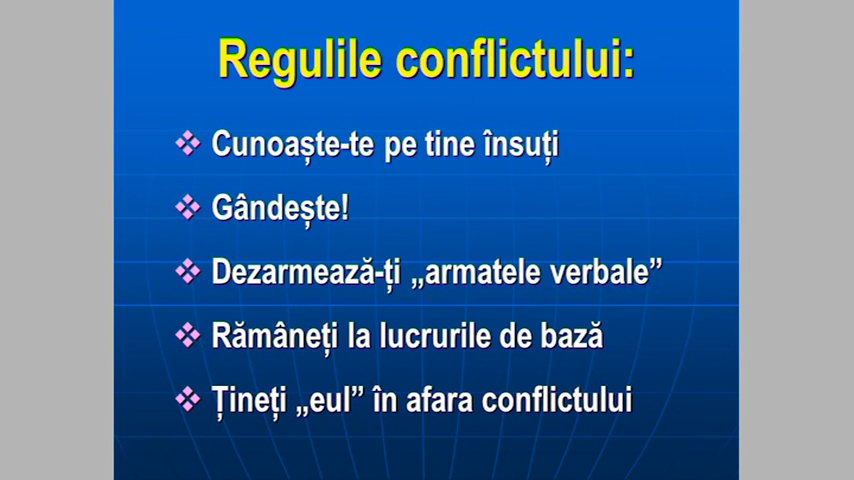 Regulile conflictului:
Cunoaște-te pe tine însuți
Gândește!
Dezarmează-ți „armatele verbale”
Rămâneți la lucrurile de bază
Țineți „eul” în afara conflictului